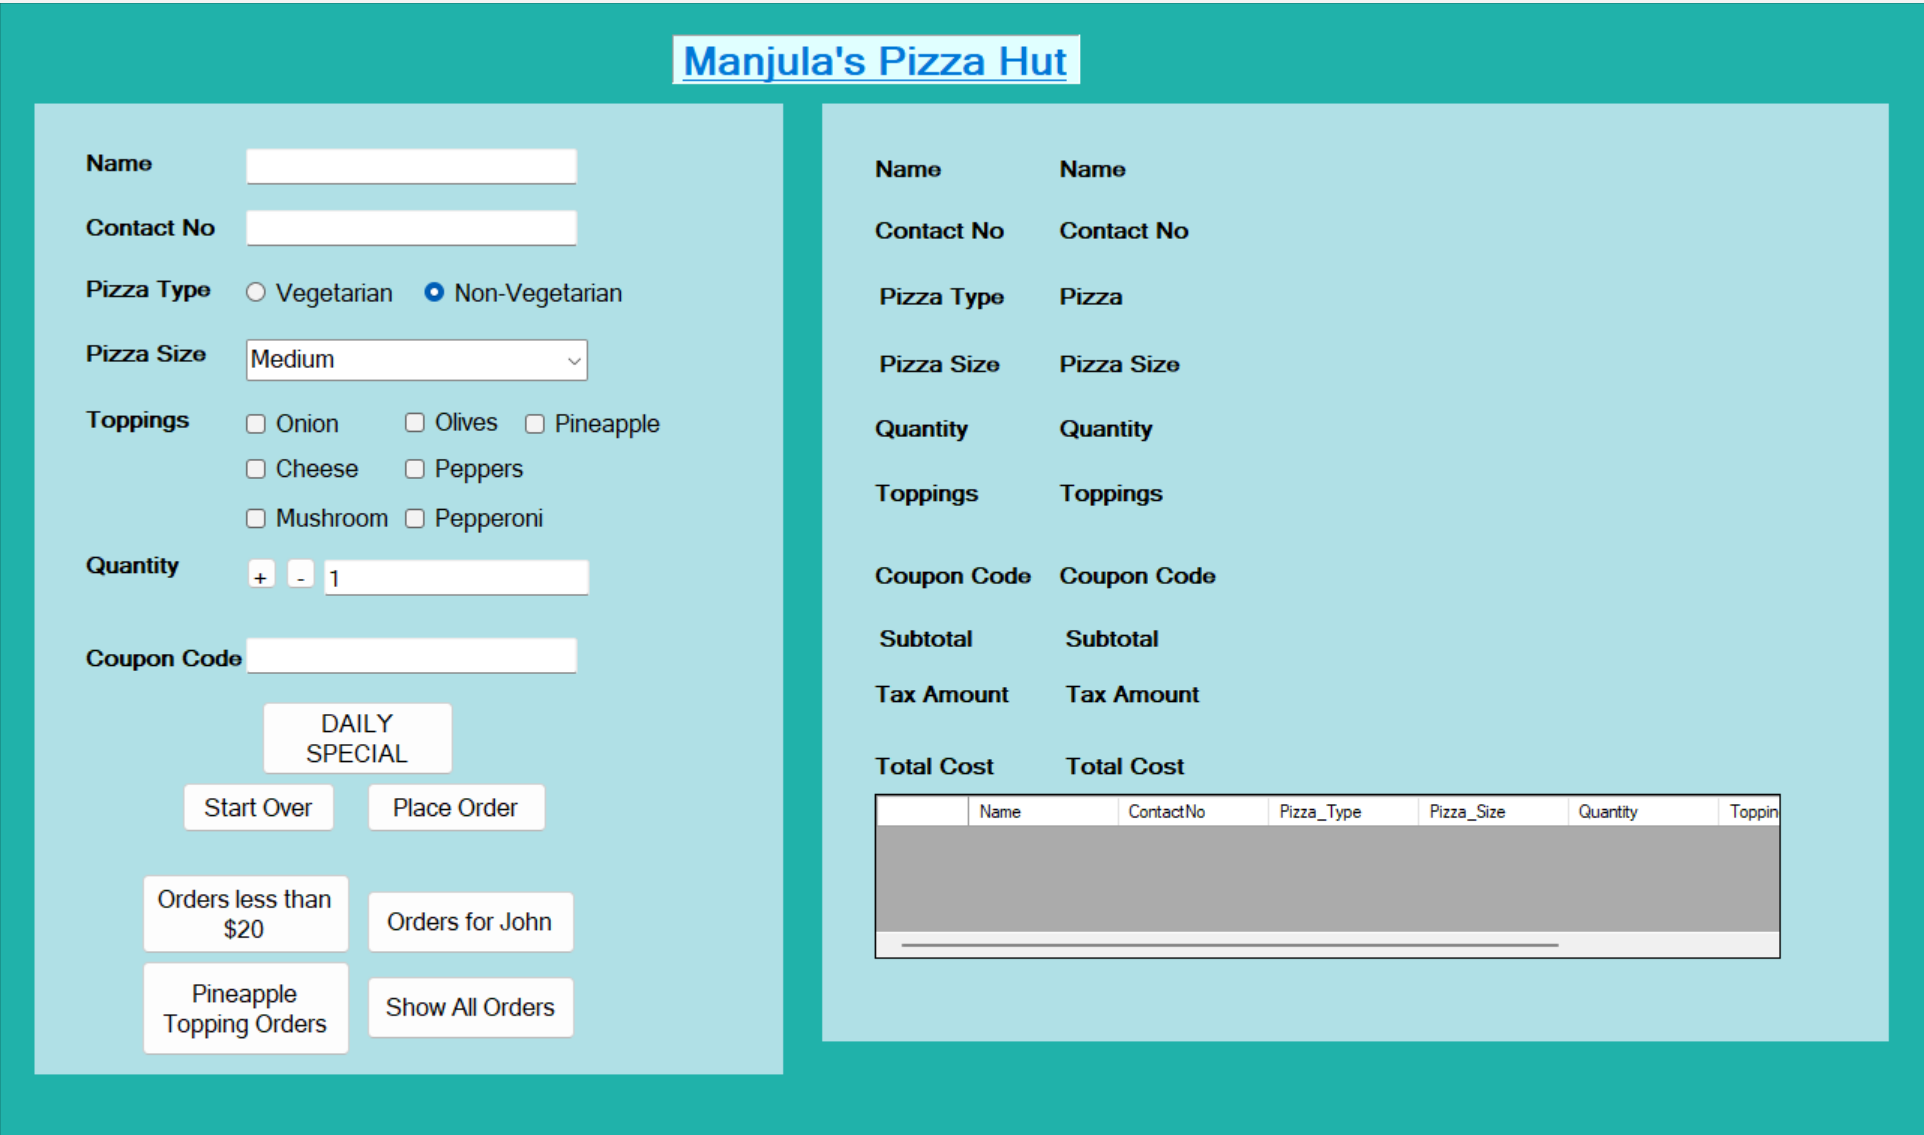 Manjula's Pizza Hut
Name
Contact No
Pizza Type Vegetarian Non-Vegetarian
Pizza Size Medium
Toppings Onion Olives Pineapple
Cheese Peppers
Mushroom Pepperoni
Quantity + - 1
Coupon Code
DAILY
SPECIAL
Start Over Place Order
Orders less than
$20
Orders for John
Pineapple
Topping Orders
Show All Orders
Name Name
Contact No Contact No
Pizza Type Pizza
Pizza Size Pizza Size
Quantity Quantity
Toppings Toppings
Coupon Code Coupon Code
Subtotal Subtotal
Tax Amount Tax Amount
Total Cost Total Cost
Name ContactNo Pizza_Type Pizza_Size Quantity Toppin